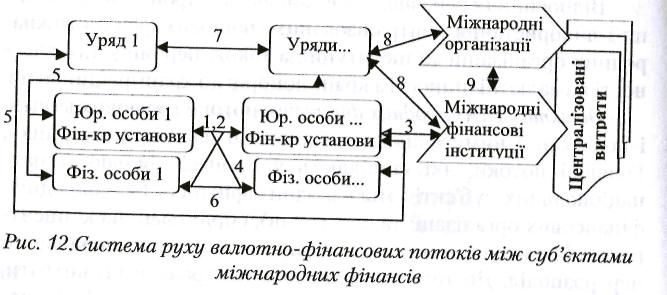 Уряд 1
7
Уряди...
8
Міжнародні
організації
5
8
9
Юр. особи 1
Фін-кр установи
1,2
Юр. особи ...
Фін-кр установи
3
Міжнародні
фінансові
інституції
Централізовані
витрати
5
Фіз. особи 1
4
6
Фіз. особи...
Рис. 12.Система руху валютно-фінансових потоків між суб'єктами
міжнародних фінансів